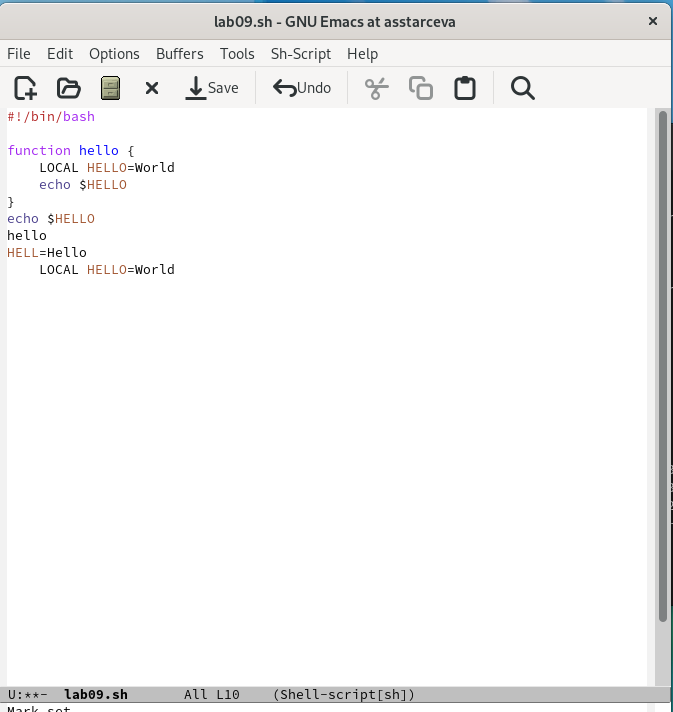 lab09.sh - GNU Emacs at asstarceva
File Edit Options Buffers Tools Sh-Script Help
Save Undo
#!/bin/bash
function hello {
    LOCAL HELLO=World
    echo $HELLO
}
echo $HELLO
hello
HELL=Hello
    LOCAL HELLO=World
U:**- lab09.sh All L10 (Shell-script[sh])
Mark set